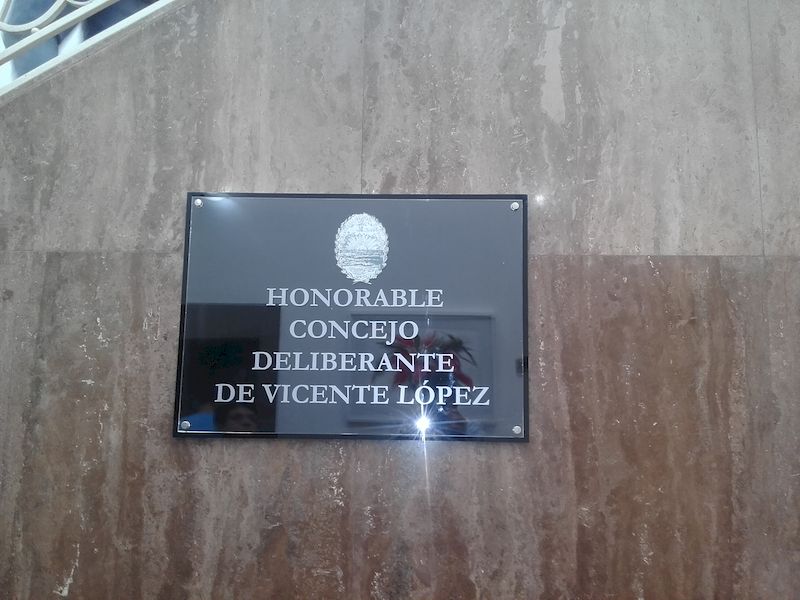 HONORABLE
CONCEJO
DELIBERANTE
DE VICENTE LÓPEZ